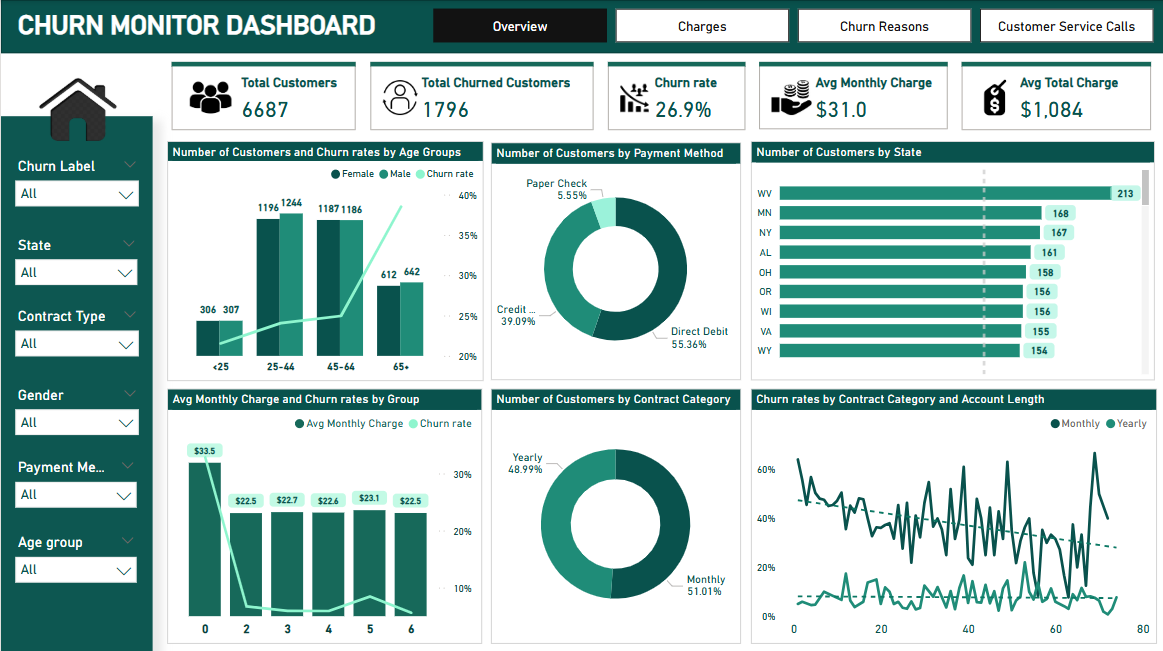 CHURN MONITOR DASHBOARD
Overview
Charges
Churn Reasons
Customer Service Calls
Total Customers
6687
Total Churned Customers
1796
Churn rate
26.9%
Avg Monthly Charge
$31.0
Avg Total Charge
$1,084
Churn Label
All
State
All
Contract Type
All
Gender
All
Payment Me...
All
Age group
All
Number of Customers and Churn rates by Age Groups
Female Male Churn rate
40%
35%
30%
25%
20%
306 307
1196 1244
1187 1186
612 642
<25 25-44 45-64 65+
Number of Customers by Payment Method
Paper Check
5.55%
Credit ...
39.09%
Direct Debit
55.36%
Number of Customers by State
WV 213
MN 168
NY 167
AL 161
OH 158
OR 156
WI 156
VA 155
WY 154
Avg Monthly Charge and Churn rates by Group
Avg Monthly Charge Churn rate
$33.5 $22.5 $22.7 $22.6 $23.1 $22.5
30%
20%
10%
0 2 3 4 5 6
Number of Customers by Contract Category
Yearly
48.99%
Monthly
51.01%
Churn rates by Contract Category and Account Length
Monthly Yearly
60%
40%
20%
0%
0 20 40 60 80